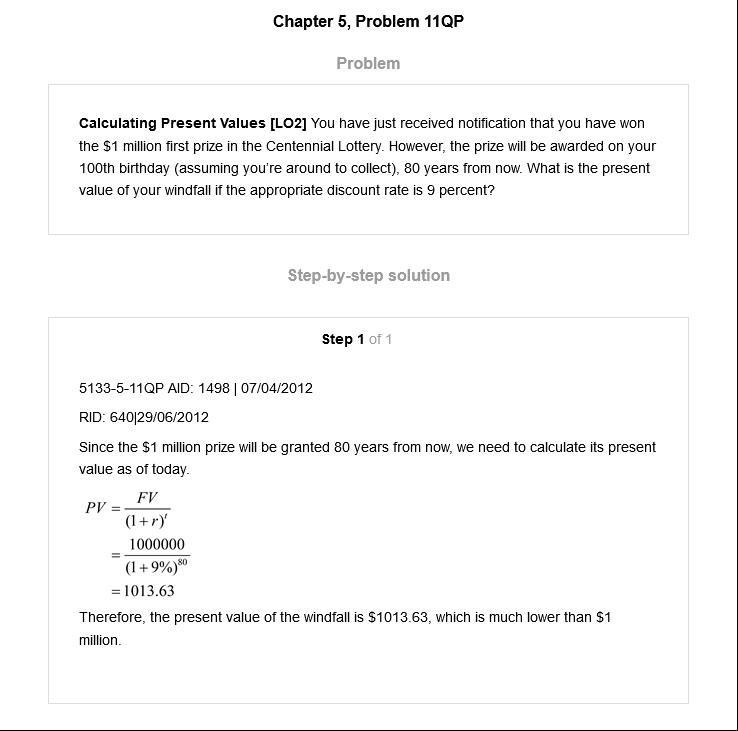 Chapter 5, Problem 11QP
Problem
Calculating Present Values [LO2] You have just received notification that you have won
the $1 million first prize in the Centennial Lottery. However, the prize will be awarded on your
100th birthday (assuming you're around to collect), 80 years from now. What is the present
value of your windfall if the appropriate discount rate is 9 percent?
Step-by-step solution
Step 1 of 1
5133-5-11QP AID: 1498 | 07/04/2012
RID: 640|29/06/2012
Since the $1 million prize will be granted 80 years from now, we need to calculate its present
value as of today.
PV = FV / (1+r)^t
= 1000000 / (1+9%)^80
= 1013.63
Therefore, the present value of the windfall is $1013.63, which is much lower than $1
million.